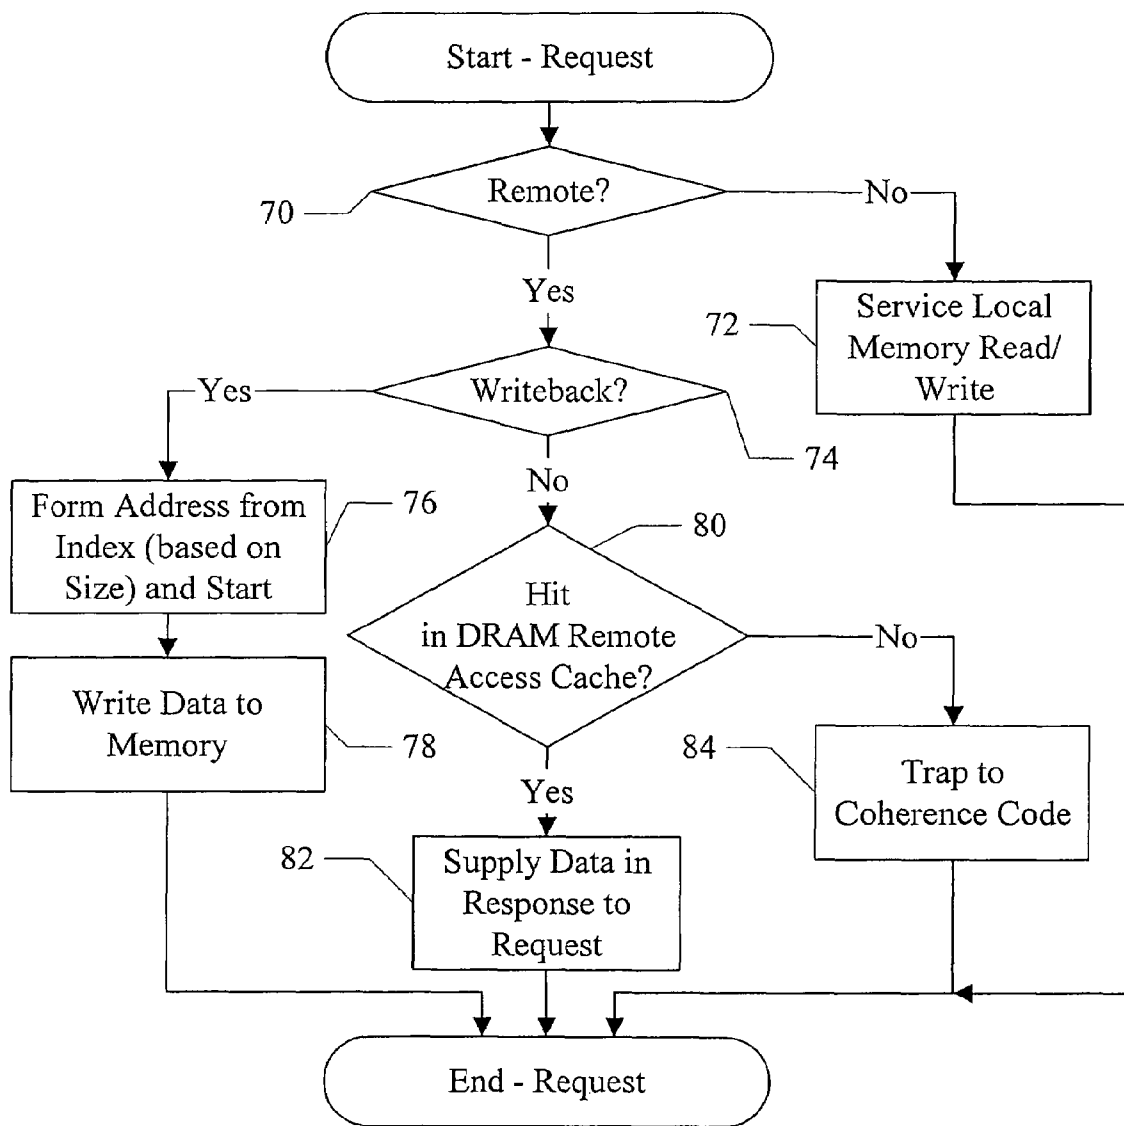 Start - Request
Remote?
70
No
Yes
Service Local
Memory Read/
Write
72
Writeback?
Yes
74
No
Form Address from
Index (based on
Size) and Start
76
80
Hit
in DRAM Remote
Access Cache?
No
Write Data to
Memory
78
84
Trap to
Coherence Code
Yes
82
Supply Data in
Response to
Request
End - Request